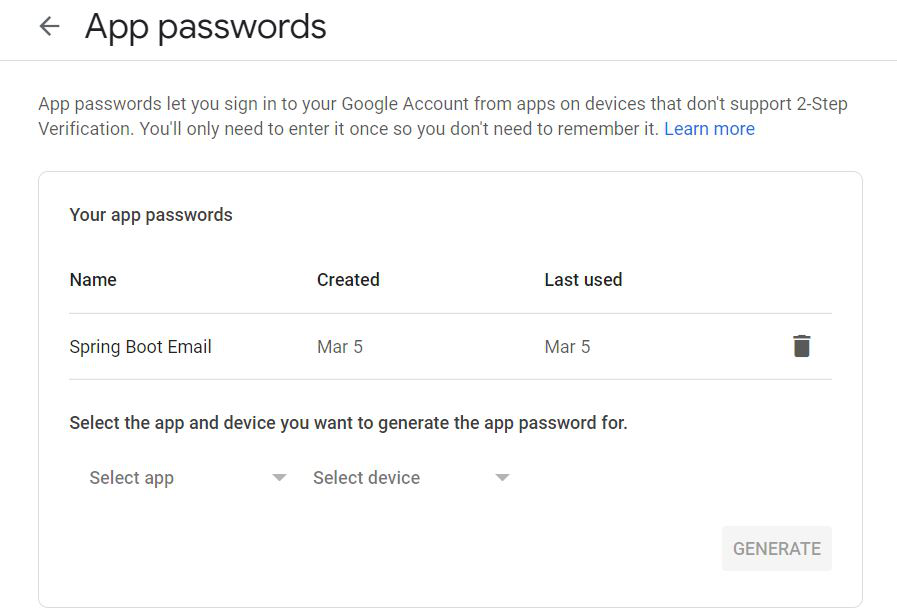 App passwords
App passwords let you sign in to your Google Account from apps on devices that don't support 2-Step
Verification. You'll only need to enter it once so you don't need to remember it. Learn more
Your app passwords
Name Created Last used
Spring Boot Email Mar 5 Mar 5
Select the app and device you want to generate the app password for.
Select app Select device
GENERATE